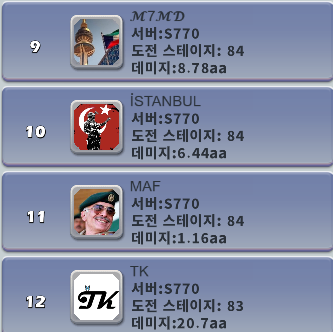 9
𝓜7𝓜𝓓
서버:S770
도전 스테이지: 84
데미지:8.78aa
10
İSTANBUL
서버:S770
도전 스테이지: 84
데미지:6.44aa
11
MAF
서버:S770
도전 스테이지: 84
데미지:1.16aa
12
TK
TK
서버:S770
도전 스테이지: 83
데미지:20.7aa